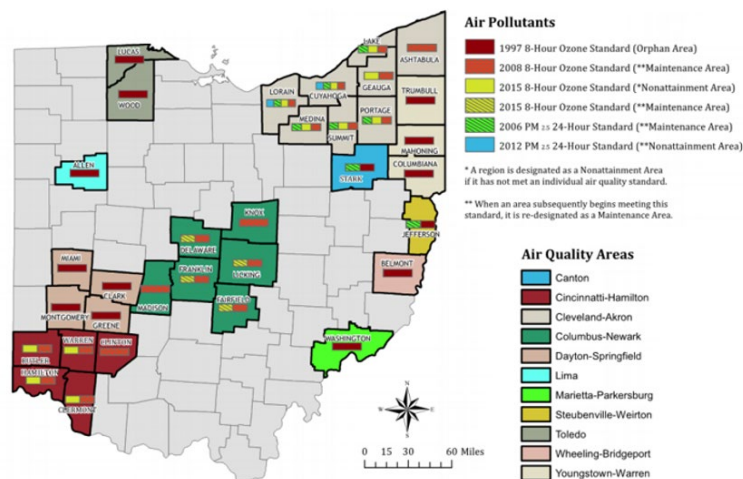 Air Pollutants
1997 8-Hour Ozone Standard (Orphan Area)
2008 8-Hour Ozone Standard (**Maintenance Area)
2015 8-Hour Ozone Standard (*Nonattainment Area)
2015 8-Hour Ozone Standard (**Maintenance Area)
2006 PM 2.5 24-Hour Standard (**Maintenance Area)
2012 PM 2.5 24-Hour Standard (**Nonattainment Area)
* A region is designated as a Nonattainment Area
if it has not met an individual air quality standard.
** When an area subsequently begins meeting this
standard, it is re-designated as a Maintenance Area.
LUCAS
WOOD
LAKE
ASHTABULA
GEAUGA
CUYAHOGA
LORAIN
TRUMBULL
PORTAGE
MEDINA
SUMMIT
MAHONING
COLUMBIANA
STARK
ALLEN
JEFFERSON
KNOX
DELAWARE
LICKING
BELMONT
MIAMI
FRANKLIN
CLARK
MADISON
FAIRFIELD
MONTGOMERY
GREENE
WASHINGTON
WARREN
CLINTON
BUTLER
HAMILTON
CLERMONT
N
W
E
S
0 15 30 60 Miles
Air Quality Areas
Canton
Cincinnatti-Hamilton
Cleveland-Akron
Columbus-Newark
Dayton-Springfield
Lima
Marietta-Parkersburg
Steubenville-Weirton
Toledo
Wheeling-Bridgeport
Youngstown-Warren